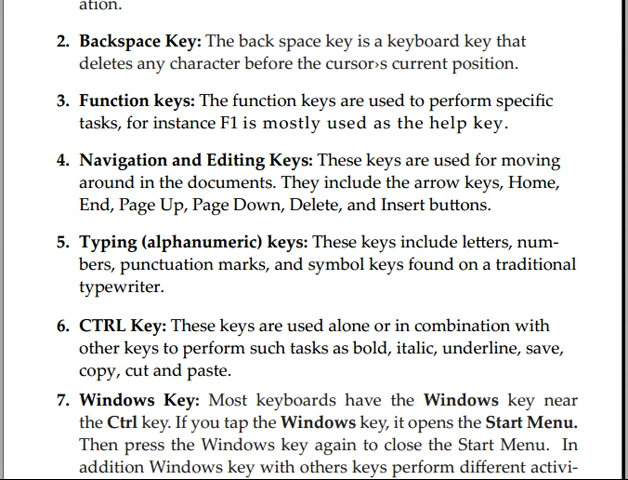 ation.
2. Backspace Key: The back space key is a keyboard key that
deletes any character before the cursor›s current position.
3. Function keys: The function keys are used to perform specific
tasks, for instance F1 is mostly used as the help key.
4. Navigation and Editing Keys: These keys are used for moving
around in the documents. They include the arrow keys, Home,
End, Page Up, Page Down, Delete, and Insert buttons.
5. Typing (alphanumeric) keys: These keys include letters, num-
bers, punctuation marks, and symbol keys found on a traditional
typewriter.
6. CTRL Key: These keys are used alone or in combination with
other keys to perform such tasks as bold, italic, underline, save,
copy, cut and paste.
7. Windows Key: Most keyboards have the Windows key near
the Ctrl key. If you tap the Windows key, it opens the Start Menu.
Then press the Windows key again to close the Start Menu. In
addition Windows key with others keys perform different activi-